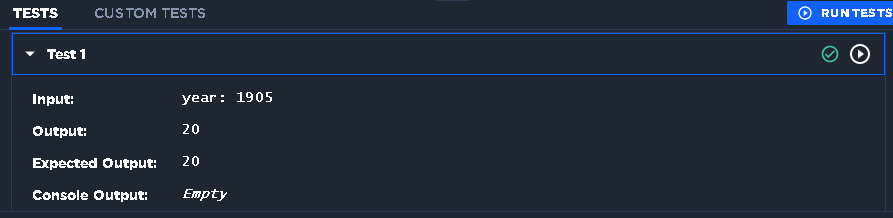 TESTS CUSTOM TESTS RUN TESTS
Test 1
Input: year: 1905
Output: 20
Expected Output: 20
Console Output: Empty